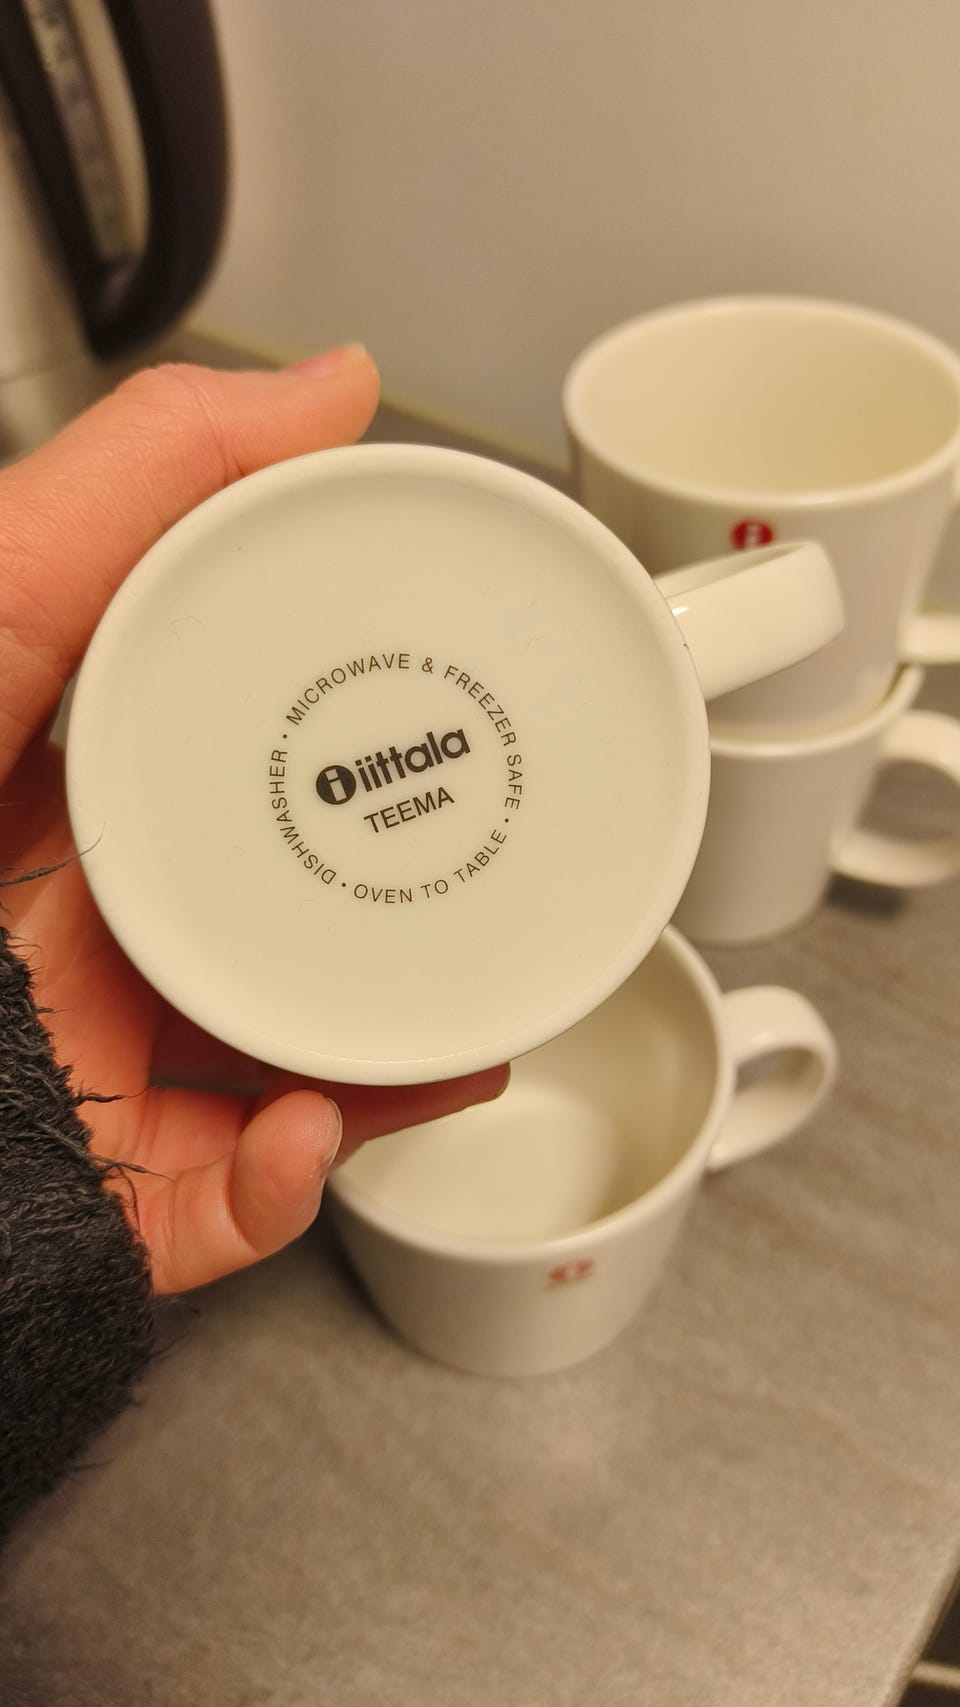 MICROWAVE & FREEZER SAFE • OVEN TO TABLE • DISHWASHER •
iittala
TEEMA
i